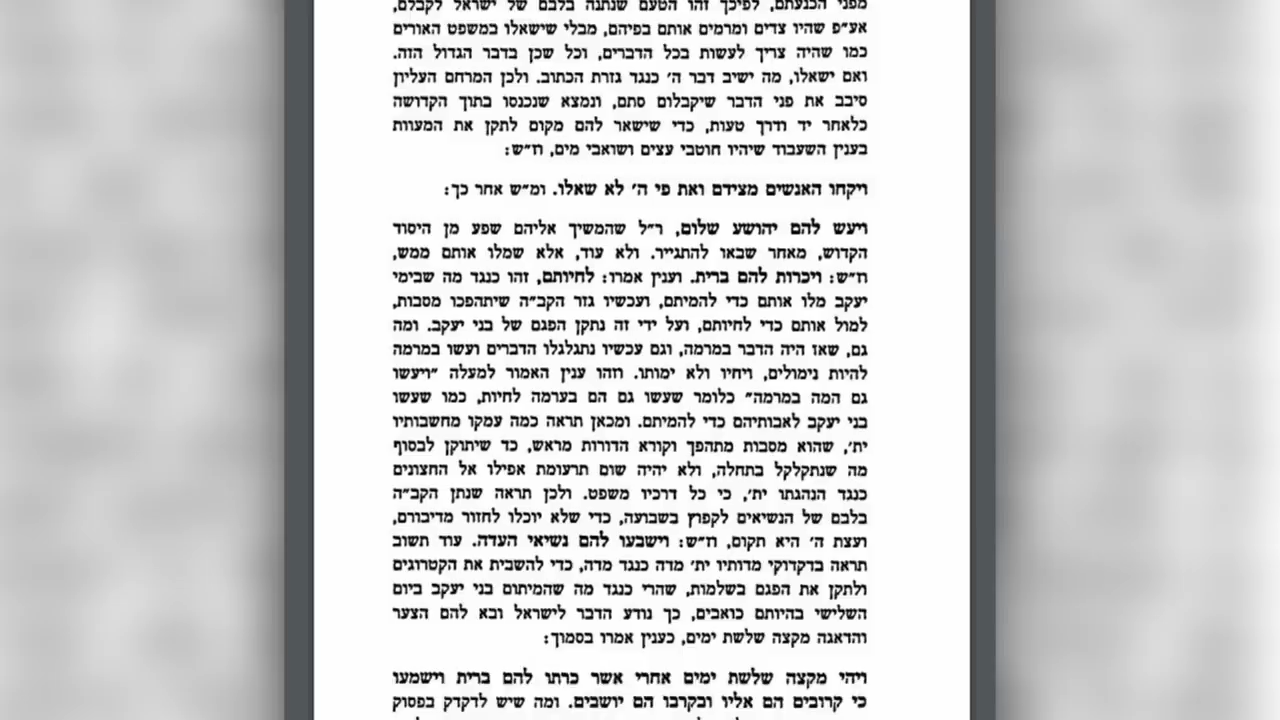 מפני הכנעתם, לפיכך זהו הטעם שנתנה בלבם של ישראל לקבלם,
אע״פ שהיו צדים ומרמים אותם בפיהם, מבלי שישאלו במשפט האורים
כמו שהיה צריך לעשות בכל הדברים, וכל שכן בדבר הגדול הזה.
ואם ישאלו, מה ישיב דבר ה׳ כנגד גזרת הכתוב. ולכן המרחם העליון
סיבב את פני הדבר שיקבלום סתם, ונמצא שנכנסו בתוך הקדושה
כלאחר יד ודרך טעות, כדי שישאר להם מקום לתקן את המעוות
בענין השעבוד שיהיו חוטבי עצים ושואבי מים, וז״ש:
ויקחו האנשים מצידם ואת פי ה׳ לא שאלו. ומ״ש אחר כך:
ויעש להם יהושע שלום, ר״ל שהמשיך אליהם שפע מן היסוד
הקדוש, מאחר שבאו להתגייר. ולא עוד, אלא שמלו אותם ממש,
וז״ש: ויכרות להם ברית. וענין אמרו: לחיותם, זהו כנגד מה שבימי
יעקב מלו אותם כדי להמיתם, ועכשיו גזר הקב״ה שיתהפכו מסבות,
למול אותם כדי לחיותם, ועל ידי זה נתקן הפגם של בני יעקב. ומה
גם, שאז היה הדבר במרמה, וגם עכשיו נתגלגלו הדברים ועשו במרמה
להיות נימולים, ויחיו ולא ימותו. וזהו ענין האמור למעלה ״ויעשו
גם המה במרמה״ כלומר שעשו גם הם בערמה לחיות, כמו שעשו
בני יעקב לאבותיהם כדי להמיתם. ומכאן תראה כמה עמקו מחשבותיו
ית׳, שהוא מסבות מתהפך וקורא הדורות מראש, כד שיתוקן לבסוף
מה שנתקלקל בתחלה, ולא יהיה שום תרעומת אפילו אל החצונים
כנגד הנהגתו ית׳, כי כל דרכיו משפט. ולכן תראה שנתן הקב״ה
בלבם של הנשיאים לקפרץ בשבועה, כדי שלא יוכלו לחזור מדיבורם,
ועצת ה׳ היא תקום, וז״ש: וישבעו להם נשיאי העדה. עוד תשוב
תראה בדקדוקי מדותיו ית׳ מדה כנגד מדה, כדי להשבית את הקטרוגים
ולתקן את הפגם בשלמות, שהרי כנגד מה שהמיתום בני יעקב ביום
השלישי בהיותם כואבים, כך נודע הדבר לישראל ובא להם הצער
והדאגה מקצה שלשת ימים, כענין אמרו בסמוך:
ויהי מקצה שלשת ימים אחרי אשר כרתו להם ברית וישמעו
כי קרובים הם אליו ובקרבו הם יושבים. ומה שיש לדקדק בפסוק